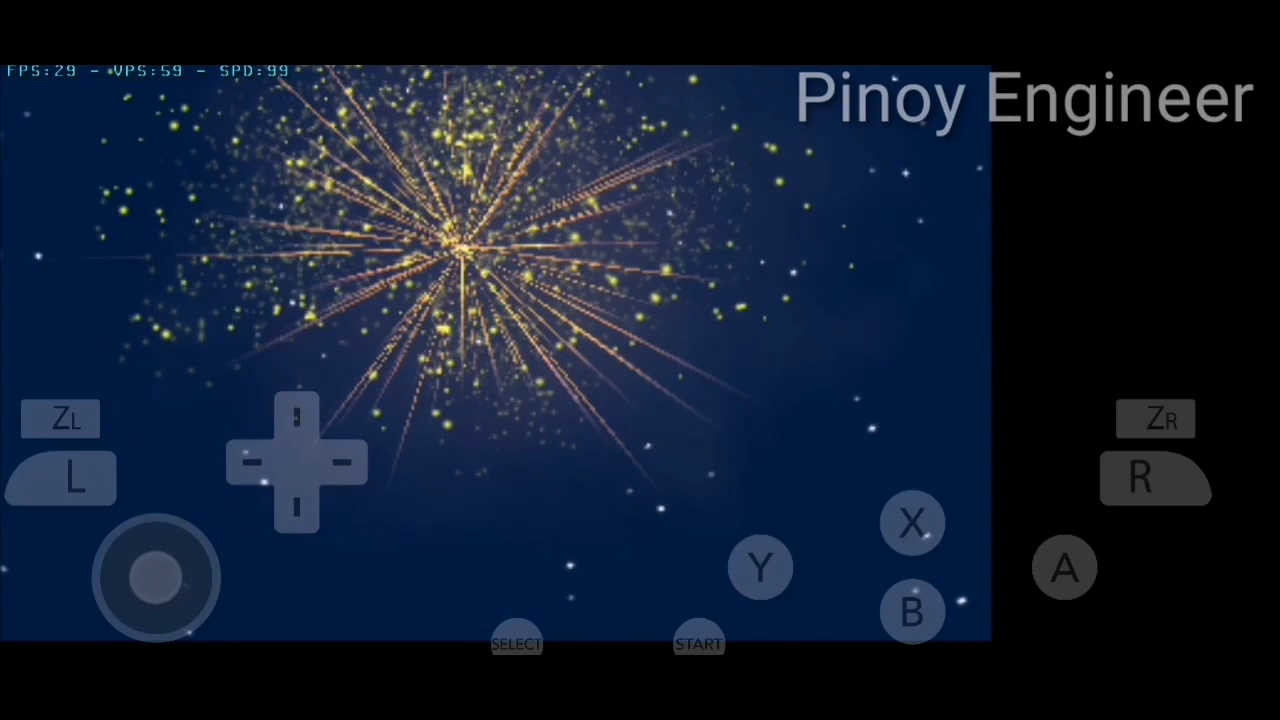 FPS:29 - VPS:59 - SPD:99
Pinoy Engineer
ZL
ZR
L
R
X
Y
A
B
SELECT
START